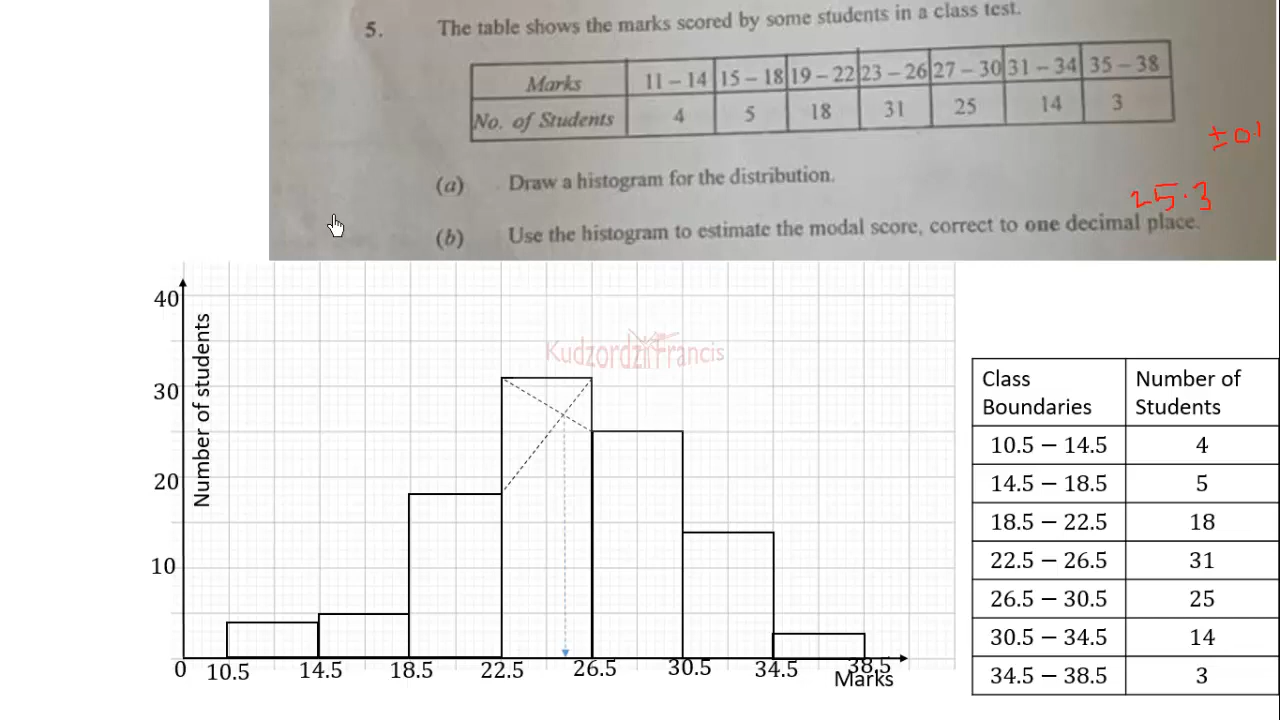 5. The table shows the marks scored by some students in a class test.
Marks 11 – 14 15 – 18 19 – 22 23 – 26 27 – 30 31 – 34 35 – 38
No. of Students 4 5 18 31 25 14 3
±0.1
(a) Draw a histogram for the distribution.
25.3
(b) Use the histogram to estimate the modal score, correct to one decimal place.
40
30
20
10
Number of students
Kudzordzi Francis
0 10.5 14.5 18.5 22.5 26.5 30.5 34.5 38.5
Marks
Class Boundaries Number of Students
10.5 – 14.5 4
14.5 – 18.5 5
18.5 – 22.5 18
22.5 – 26.5 31
26.5 – 30.5 25
30.5 – 34.5 14
34.5 – 38.5 3